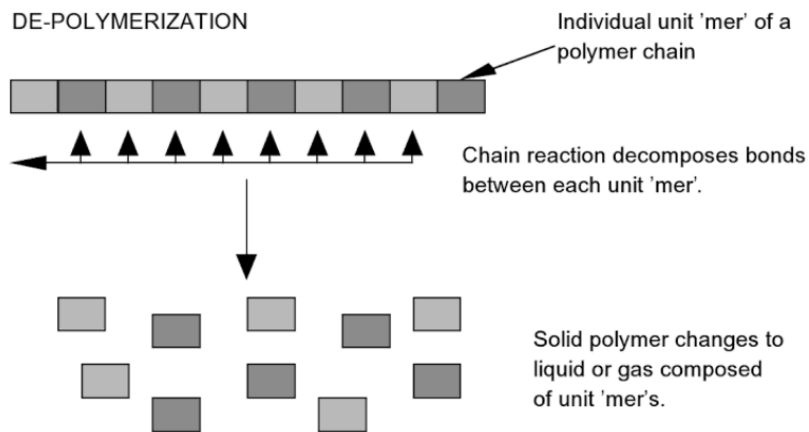 DE-POLYMERIZATION
Individual unit 'mer' of a
polymer chain
Chain reaction decomposes bonds
between each unit 'mer'.
Solid polymer changes to
liquid or gas composed
of unit 'mer's.